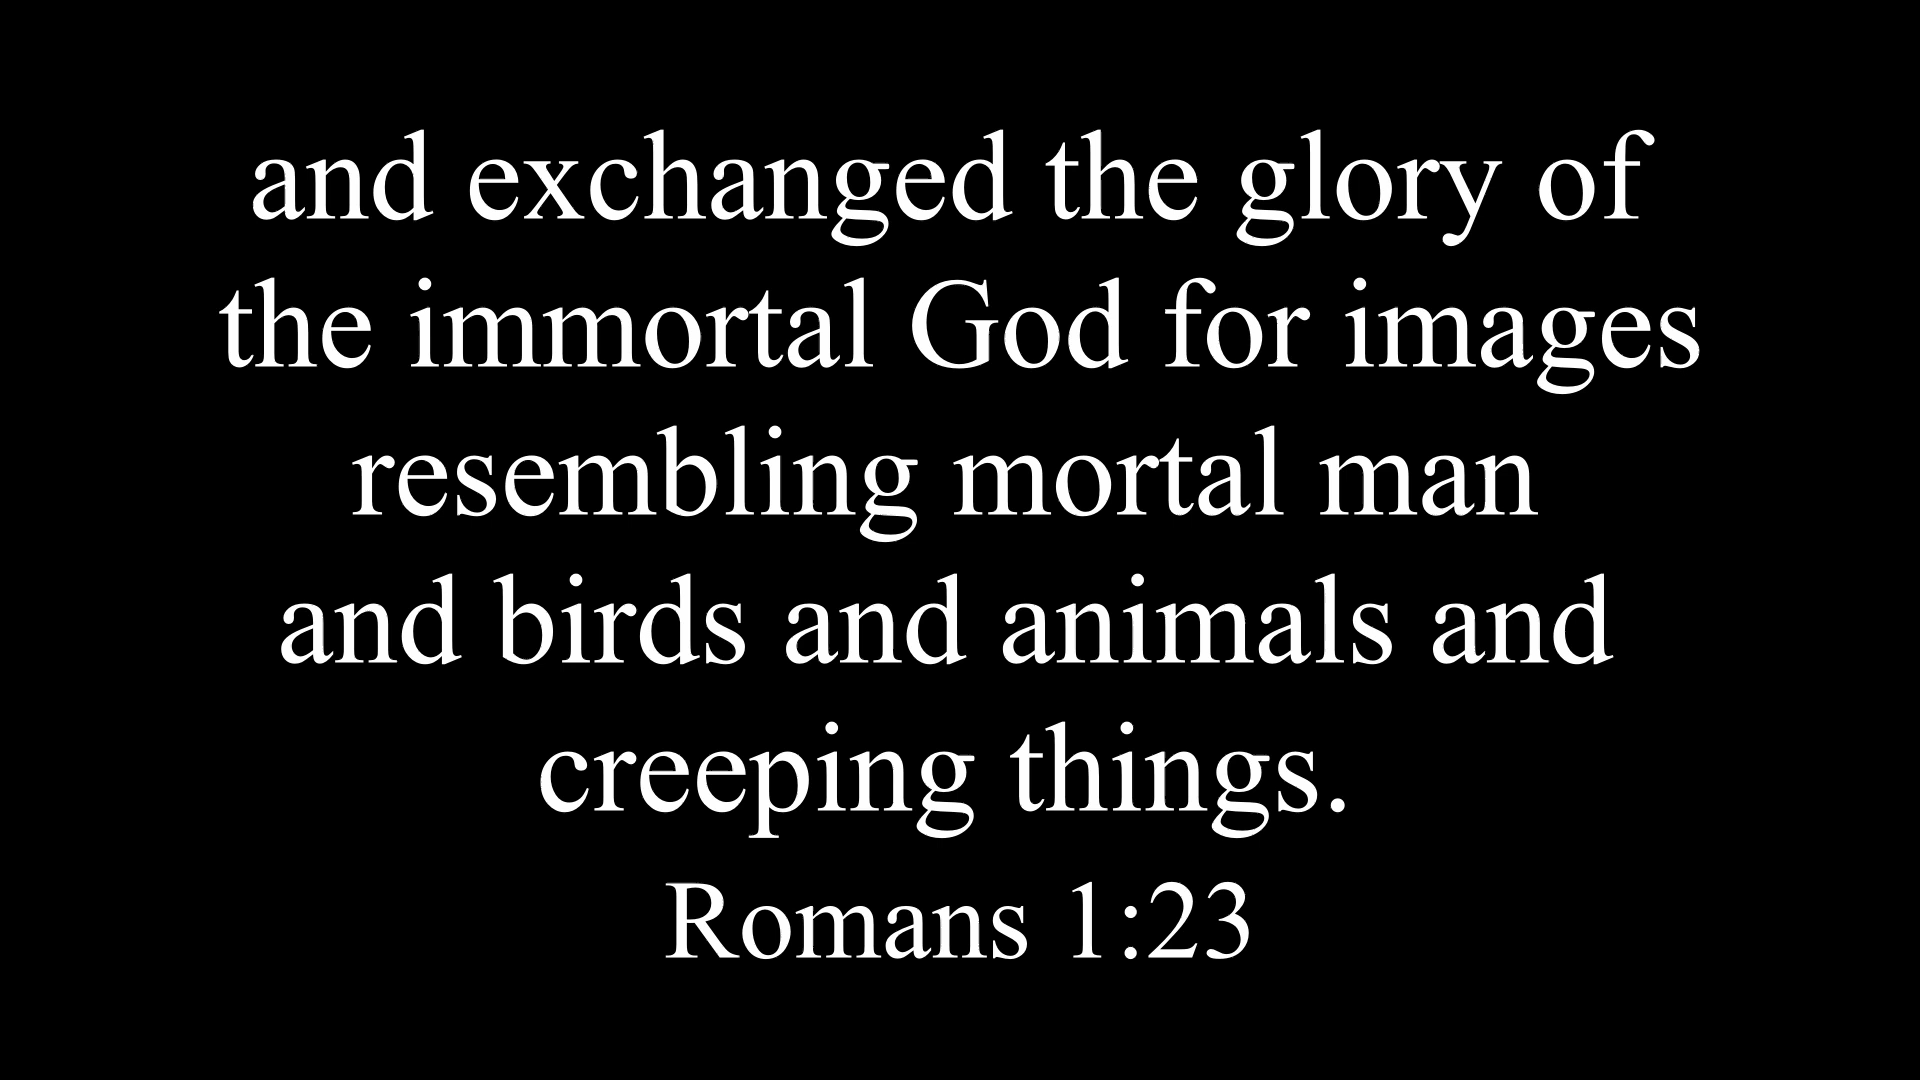 and exchanged the glory of
the immortal God for images
resembling mortal man
and birds and animals and
creeping things.
Romans 1:23